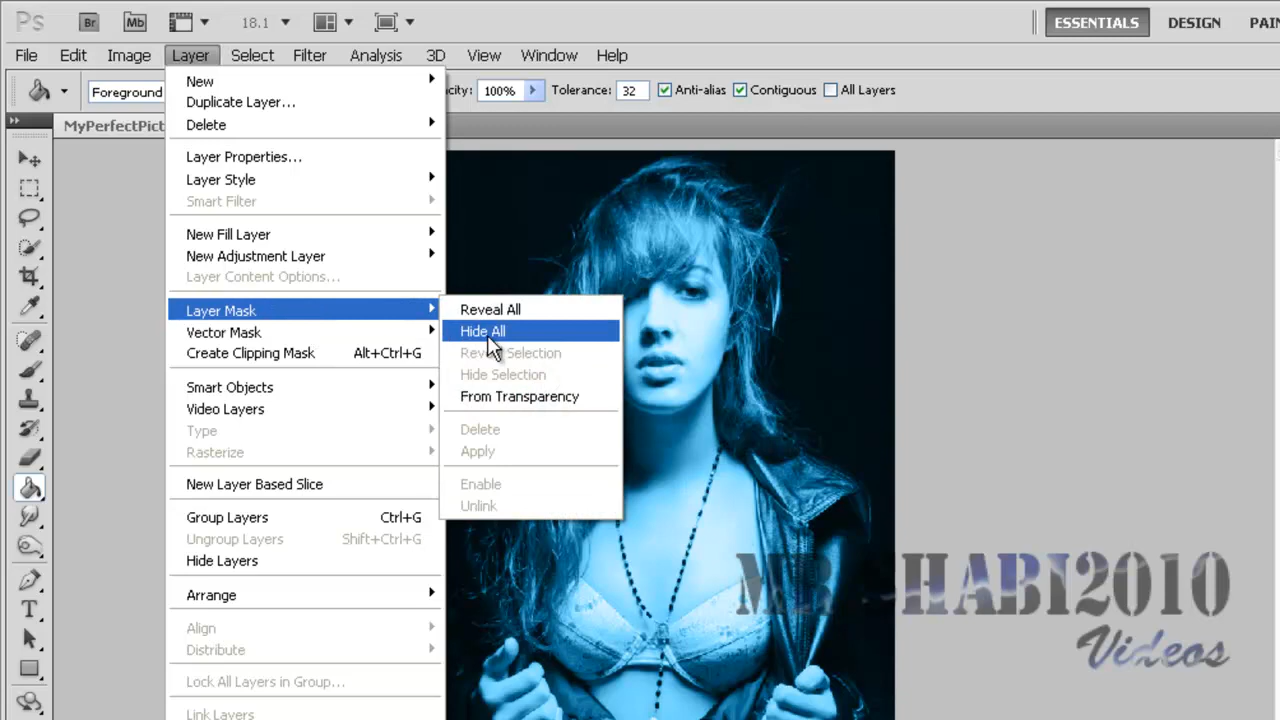 Ps Br Mb 18.1 ESSENTIALS DESIGN PAIN
File Edit Image Layer Select Filter Analysis 3D View Window Help
Foreground city: 100% Tolerance: 32 Anti-alias Contiguous All Layers
MyPerfectPict
New
Duplicate Layer...
Delete
Layer Properties...
Layer Style
Smart Filter
New Fill Layer
New Adjustment Layer
Layer Content Options...
Layer Mask
Vector Mask
Create Clipping Mask Alt+Ctrl+G
Smart Objects
Video Layers
Type
Rasterize
New Layer Based Slice
Group Layers Ctrl+G
Ungroup Layers Shift+Ctrl+G
Hide Layers
Arrange
Align
Distribute
Lock All Layers in Group...
Link Layers
Reveal All
Hide All
Reveal Selection
Hide Selection
From Transparency
Delete
Apply
Enable
Unlink
SHABI2010
Videos
T